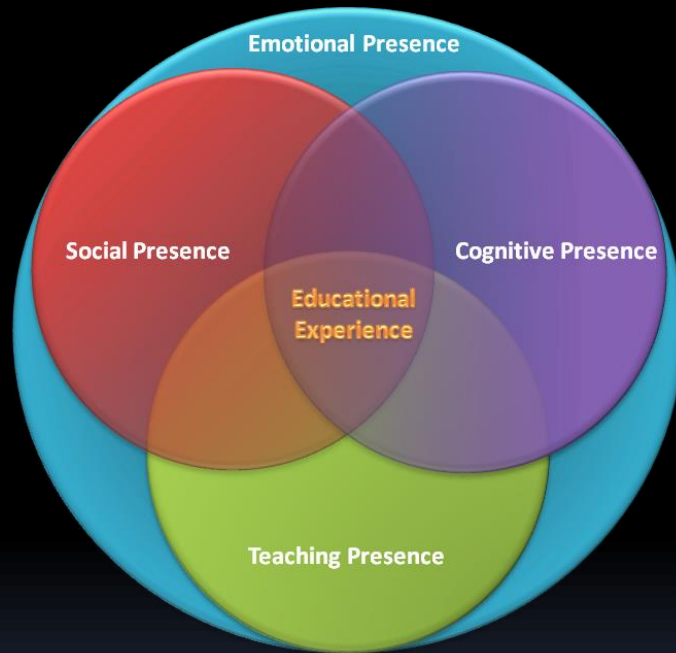 Emotional Presence
Social Presence
Cognitive Presence
Educational
Experience
Teaching Presence